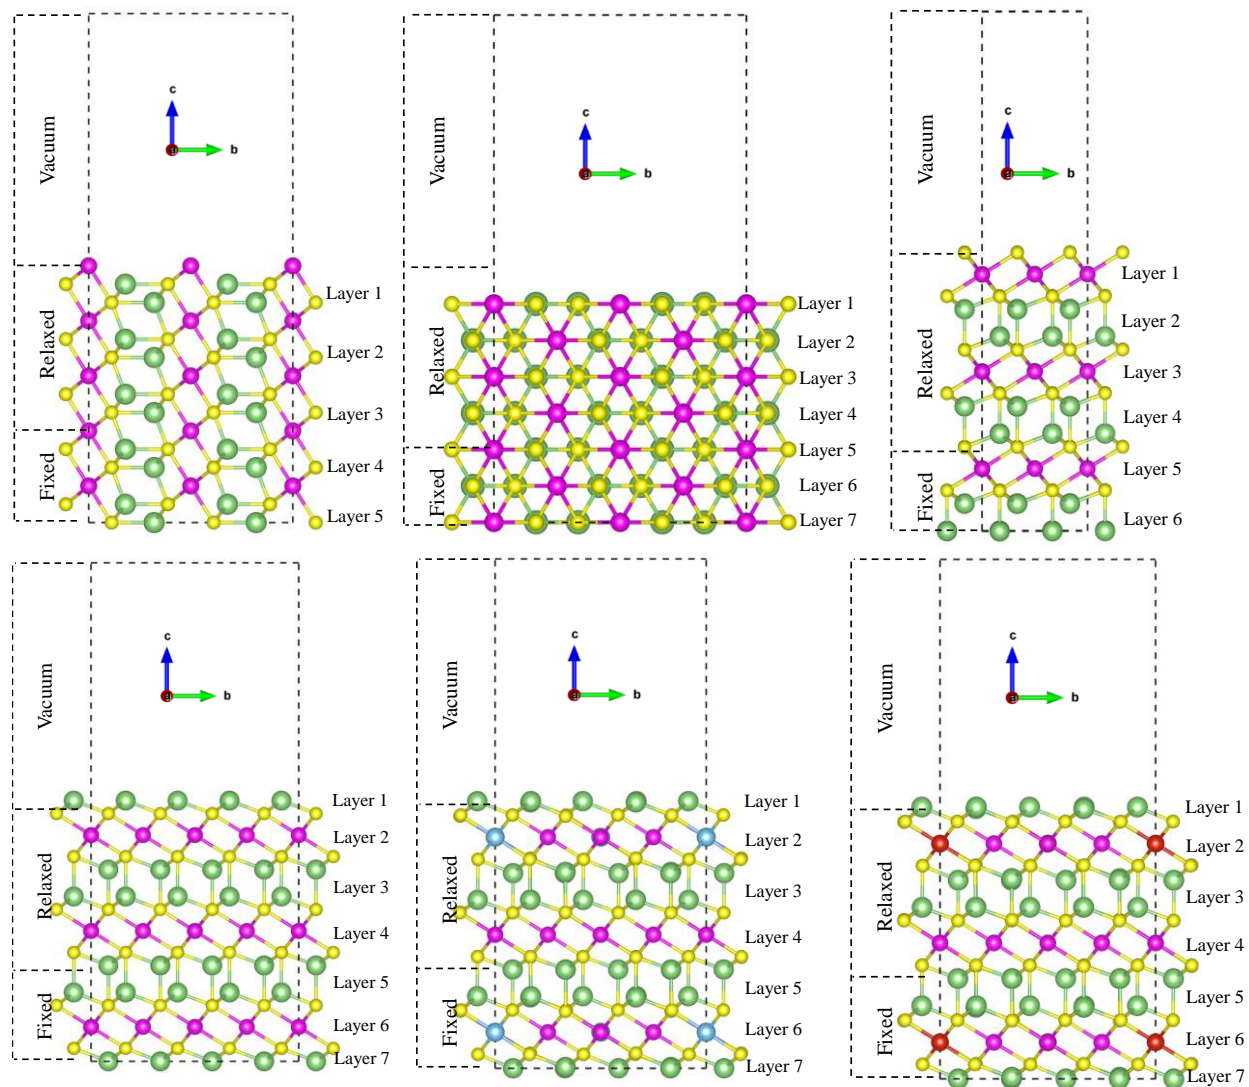 Vacuum
Relaxed
Fixed
c
a
b
Layer 1
Layer 2
Layer 3
Layer 4
Layer 5
Vacuum
Relaxed
Fixed
c
a
b
Layer 1
Layer 2
Layer 3
Layer 4
Layer 5
Layer 6
Layer 7
Vacuum
Relaxed
Fixed
c
a
b
Layer 1
Layer 2
Layer 3
Layer 4
Layer 5
Layer 6
Vacuum
Relaxed
Fixed
c
a
b
Layer 1
Layer 2
Layer 3
Layer 4
Layer 5
Layer 6
Layer 7
Vacuum
Relaxed
Fixed
c
a
b
Layer 1
Layer 2
Layer 3
Layer 4
Layer 5
Layer 6
Layer 7
Vacuum
Relaxed
Fixed
c
a
b
Layer 1
Layer 2
Layer 3
Layer 4
Layer 5
Layer 6
Layer 7